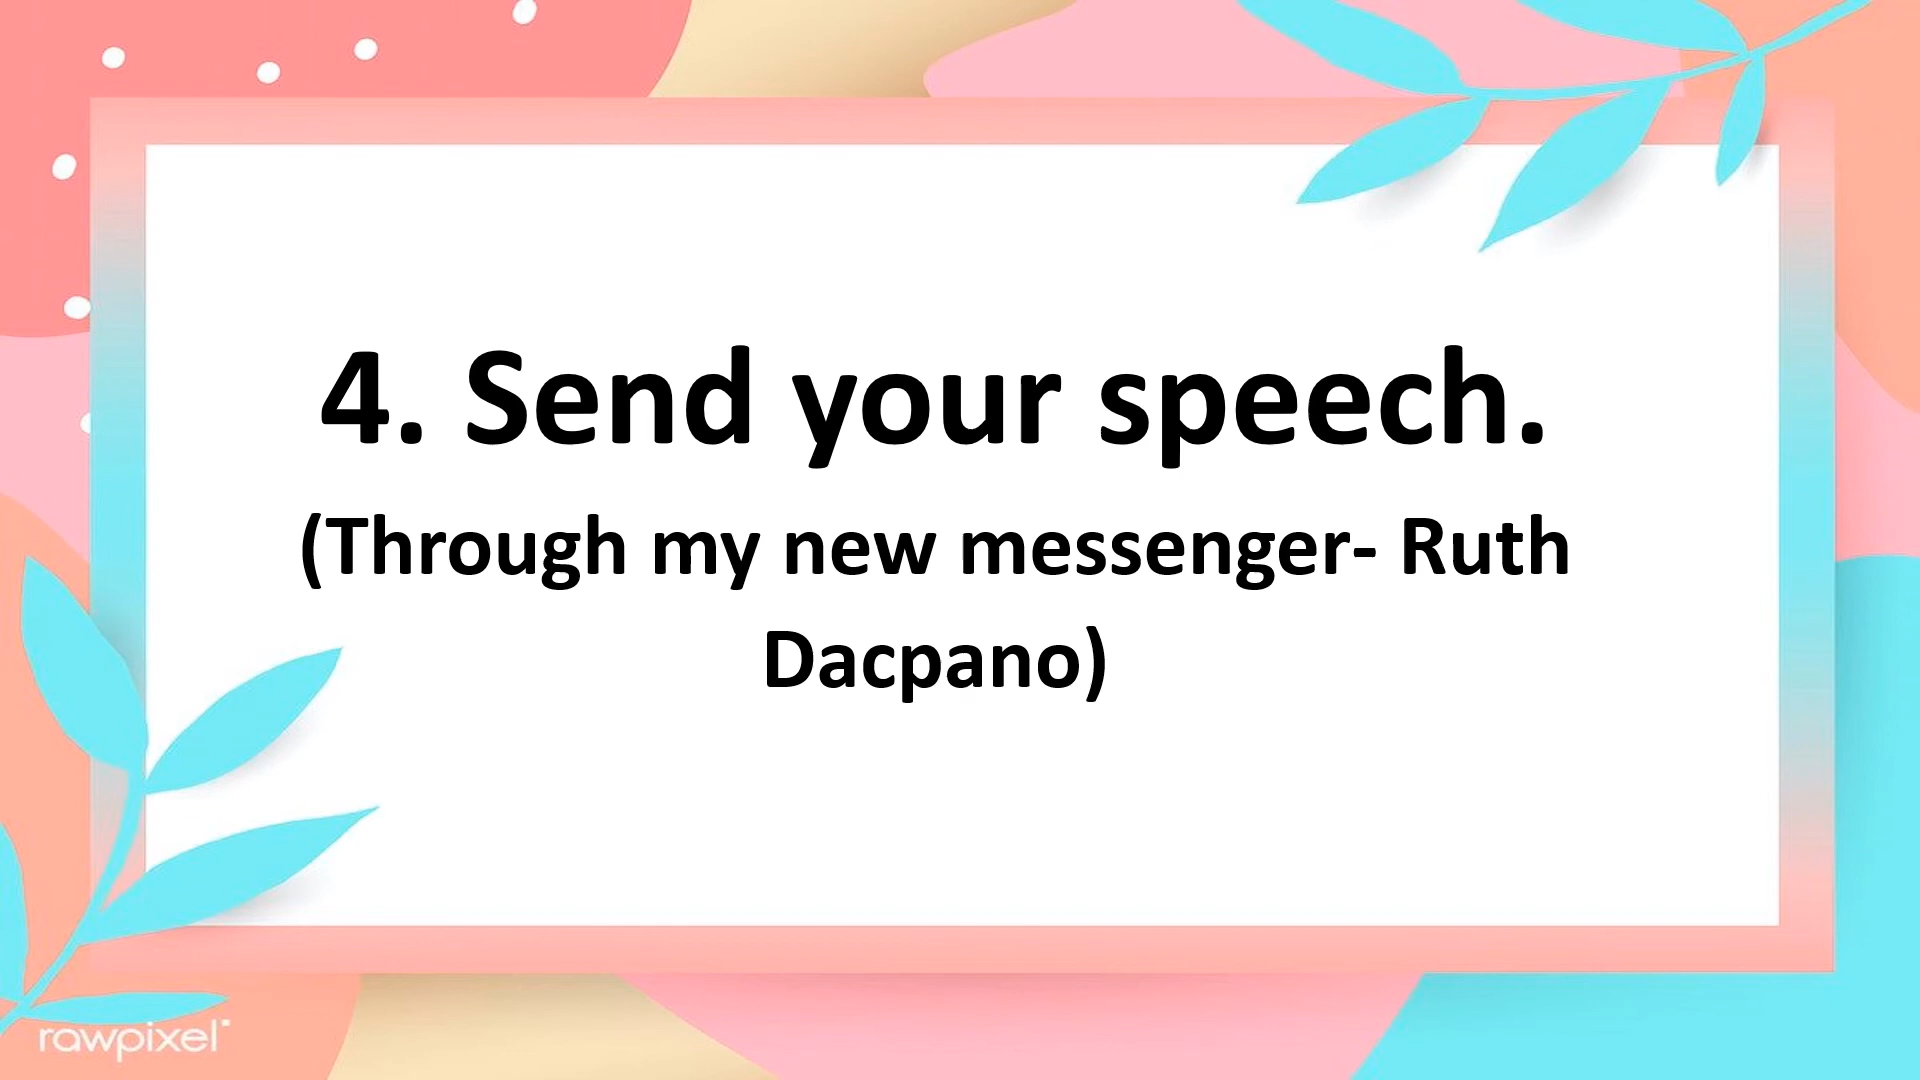 4. Send your speech.
(Through my new messenger- Ruth
Dacpano)
rawpixel